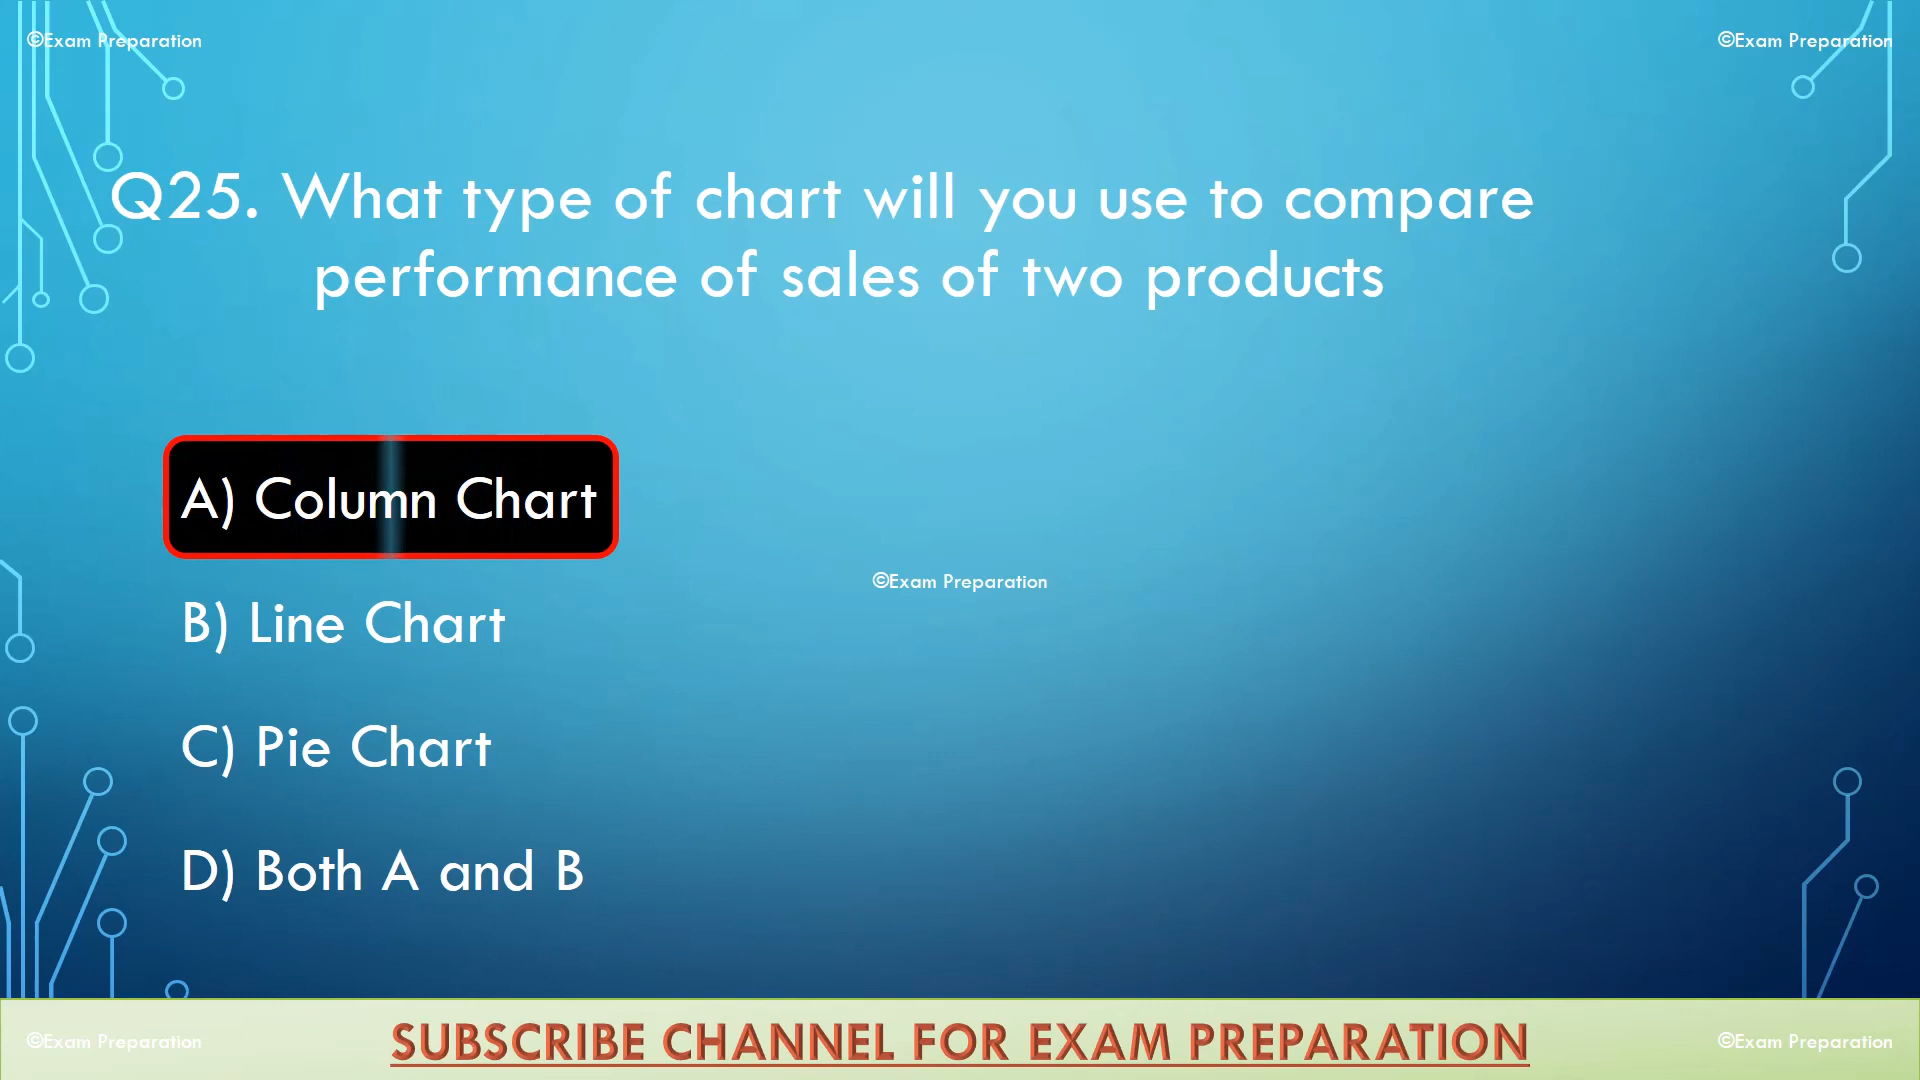 ©Exam Preparation
©Exam Preparation
Q25. What type of chart will you use to compare
performance of sales of two products
A) Column Chart
©Exam Preparation
B) Line Chart
C) Pie Chart
D) Both A and B
©Exam Preparation
SUBSCRIBE CHANNEL FOR EXAM PREPARATION
©Exam Preparation